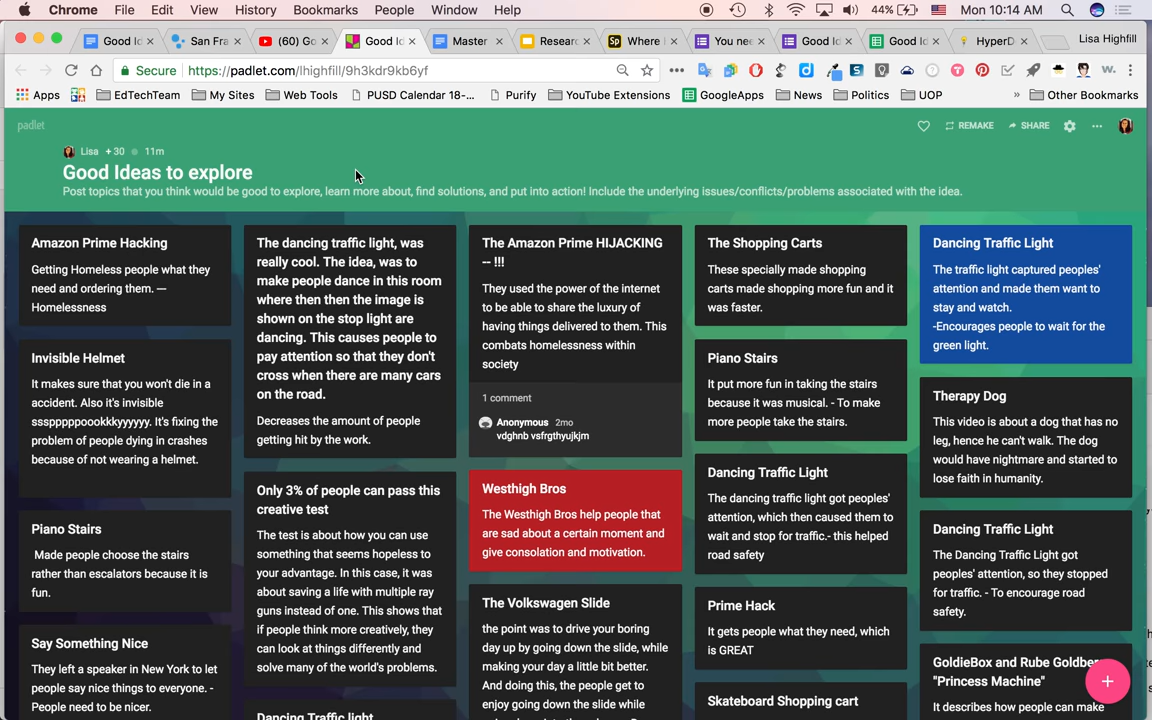 Chrome File Edit View History Bookmarks People Window Help 44% Mon 10:14 AM
Good Id San Fra (60) Go Good Id Master Researc Where You ne Good Id Good Id HyperD Lisa Highfill
Secure https://padlet.com/lhighfill/9h3kdr9kb6yf
Apps EdTechTeam My Sites Web Tools PUSD Calendar 18-... Purify YouTube Extensions GoogleApps News Politics UOP » Other Bookmarks
padlet
REMAKE SHARE
Lisa +30 11m
Good Ideas to explore
Post topics that you think would be good to explore, learn more about, find solutions, and put into action! Include the underlying issues/conflicts/problems associated with the idea.
Amazon Prime Hacking
Getting Homeless people what they
need and ordering them. —
Homelessness
Invisible Helmet
It makes sure that you won't die in a
accident. Also it's invisible
ssspppppoookkkyyyyyy. It's fixing the
problem of people dying in crashes
because of not wearing a helmet.
Piano Stairs
Made people choose the stairs
rather than escalators because it is
fun.
Say Something Nice
They left a speaker in New York to let
people say nice things to everyone. -
People need to be nicer.
The dancing traffic light, was
really cool. The idea, was to
make people dance in this room
where then then the image is
shown on the stop light are
dancing. This causes people to
pay attention so that they don't
cross when there are many cars
on the road.
Decreases the amount of people
getting hit by the work.
Only 3% of people can pass this
creative test
The test is about how you can use
something that seems hopeless to
your advantage. In this case, it was
about saving a life with multiple ray
guns instead of one. This shows that
if people think more creatively, they
can look at things differently and
solve many of the world's problems.
Dancing Traffic light
The Amazon Prime HIJACKING
-- !!!
They used the power of the internet
to be able to share the luxury of
having things delivered to them. This
combats homelessness within
society
1 comment
Anonymous 2mo
vdghnb vsfrgthyujkjm
Westhigh Bros
The Westhigh Bros help people that
are sad about a certain moment and
give consolation and motivation.
The Volkswagen Slide
the point was to drive your boring
day up by going down the slide, while
making your day a little bit better.
And doing this, the people get to
enjoy going down the slide while
The Shopping Carts
These specially made shopping
carts made shopping more fun and it
was faster.
Piano Stairs
It put more fun in taking the stairs
because it was musical. - To make
more people take the stairs.
Dancing Traffic Light
The dancing traffic light got peoples'
attention, which then caused them to
wait and stop for traffic.- this helped
road safety
Prime Hack
It gets people what they need, which
is GREAT
Skateboard Shopping cart
Dancing Traffic Light
The traffic light captured peoples'
attention and made them want to
stay and watch.
-Encourages people to wait for the
green light.
Therapy Dog
This video is about a dog that has no
leg, hence he can't walk. The dog
would have nightmare and started to
lose faith in humanity.
Dancing Traffic Light
The Dancing Traffic Light got
peoples' attention, so they stopped
for traffic. - To encourage road
safety.
GoldieBox and Rube Goldber
"Princess Machine"
It describes how people can make